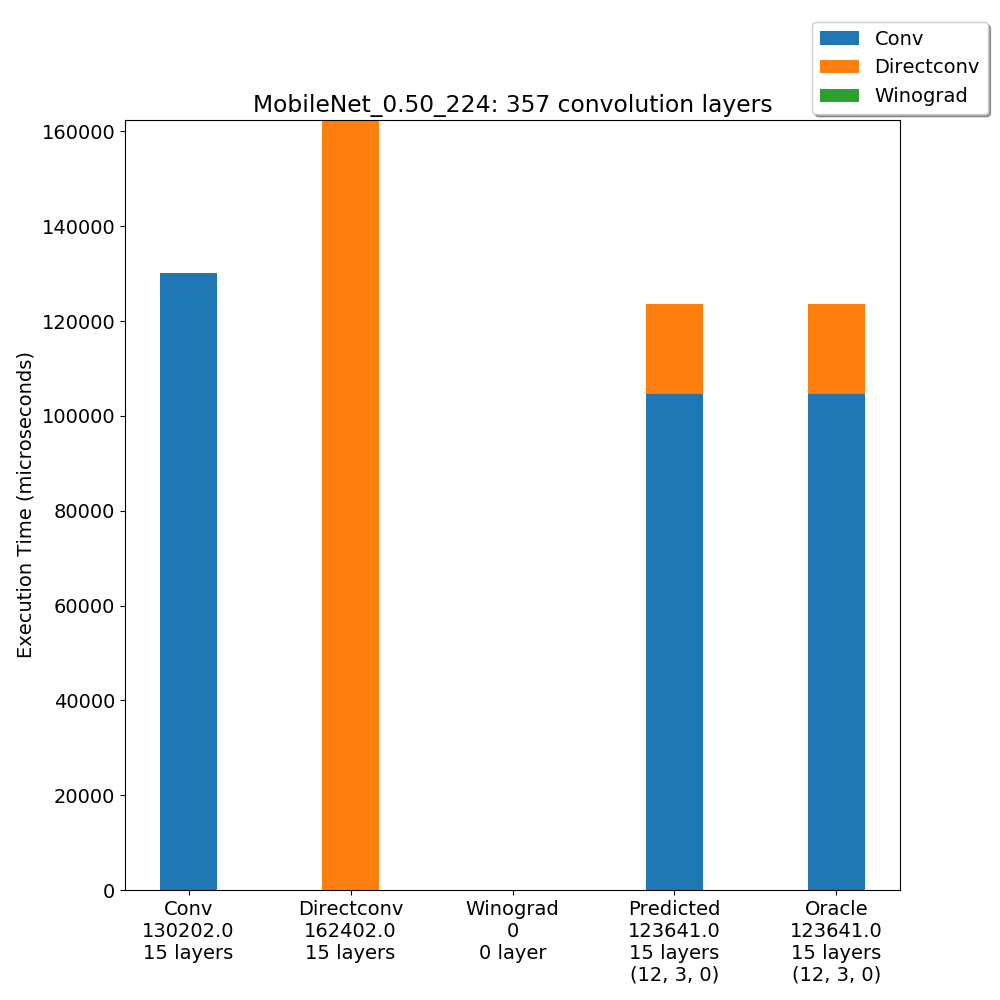 Conv
Directconv
Winograd
MobileNet_0.50_224: 357 convolution layers
Execution Time (microseconds)
160000
140000
120000
100000
80000
60000
40000
20000
0
Conv
130202.0
15 layers
Directconv
162402.0
15 layers
Winograd
0
0 layer
Predicted
123641.0
15 layers
(12, 3, 0)
Oracle
123641.0
15 layers
(12, 3, 0)